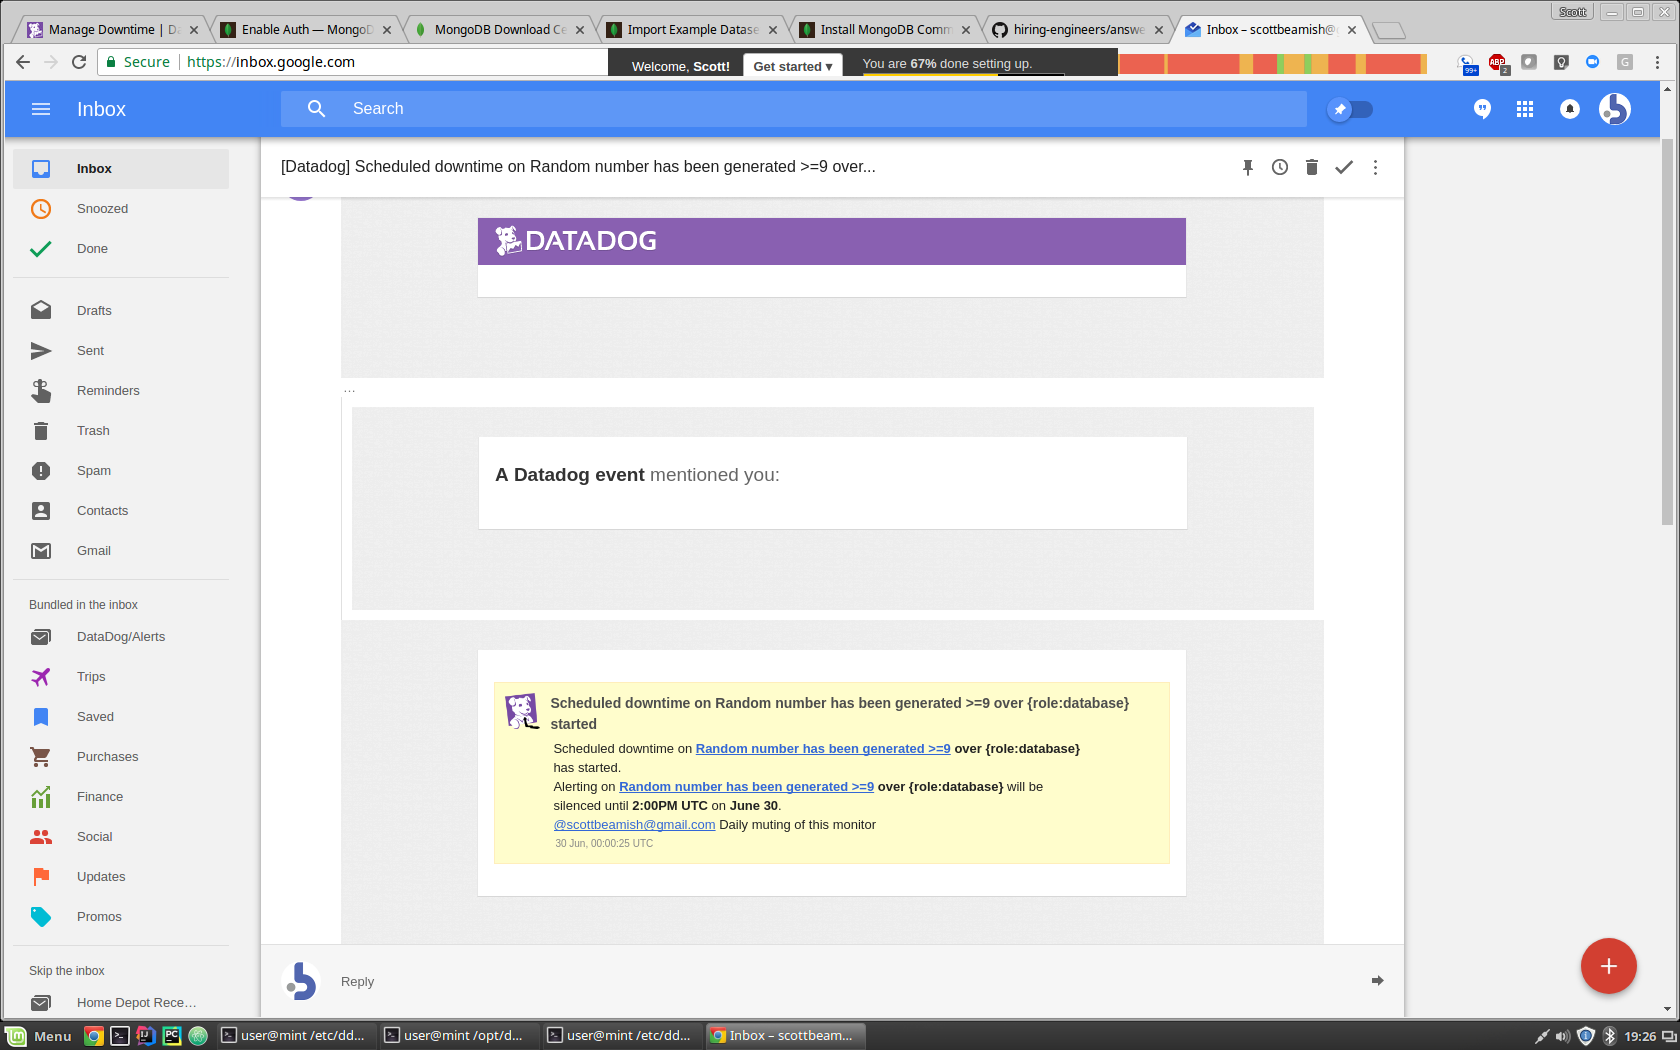 Scott
Manage Downtime | Da
Enable Auth — MongoD
MongoDB Download Ce
Import Example Datase
Install MongoDB Comm
hiring-engineers/answe
Inbox – scottbeamish@g
Secure
https://inbox.google.com
Welcome, Scott!
Get started ▾
You are 67% done setting up.
99+
ABP
2
G
Inbox
Search
Inbox
Snoozed
Done
Drafts
Sent
Reminders
Trash
Spam
Contacts
Gmail
Bundled in the inbox
DataDog/Alerts
Trips
Saved
Purchases
Finance
Social
Updates
Promos
Skip the inbox
Home Depot Rece…
[Datadog] Scheduled downtime on Random number has been generated >=9 over...
DATADOG
...
A Datadog event mentioned you:
Scheduled downtime on Random number has been generated >=9 over {role:database}
started
Scheduled downtime on Random number has been generated >=9 over {role:database}
has started.
Alerting on Random number has been generated >=9 over {role:database} will be
silenced until 2:00PM UTC on June 30.
@scottbeamish@gmail.com Daily muting of this monitor
30 Jun, 00:00:25 UTC
Reply
Menu
user@mint /etc/dd...
user@mint /opt/d...
user@mint /etc/dd...
Inbox – scottbeam...
19:26